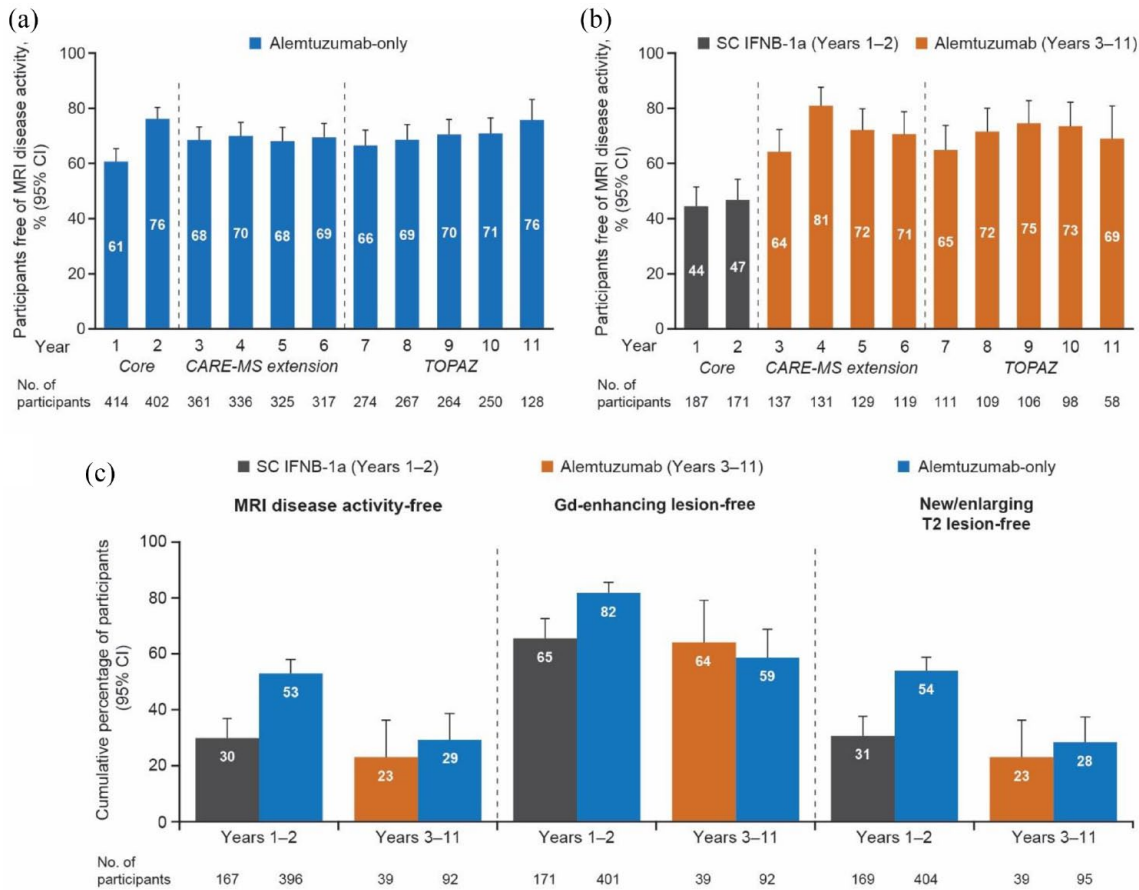 (a)
Participants free of MRI disease activity,
% (95% CI)
Alemtuzumab-only
100
80
60
40
20
0
61
76
68
70
68
69
66
69
70
71
76
Year
1 2 3 4 5 6 7 8 9 10 11
Core CARE-MS extension TOPAZ
No. of
participants 414 402 361 336 325 317 274 267 264 250 128
(b)
Participants free of MRI disease activity,
% (95% CI)
SC IFNB-1a (Years 1–2) Alemtuzumab (Years 3–11)
100
80
60
40
20
0
44
47
64
81
72
71
65
72
75
73
69
Year
1 2 3 4 5 6 7 8 9 10 11
Core CARE-MS extension TOPAZ
No. of
participants 187 171 137 131 129 119 111 109 106 98 58
(c)
SC IFNB-1a (Years 1–2) Alemtuzumab (Years 3–11) Alemtuzumab-only
MRI disease activity-free Gd-enhancing lesion-free New/enlarging
T2 lesion-free
Cumulative percentage of participants
(95% CI)
100
80
60
40
20
0
30
53
23
29
65
82
64
59
31
54
23
28
Years 1–2 Years 3–11 Years 1–2 Years 3–11 Years 1–2 Years 3–11
No. of
participants 167 396 39 92 171 401 39 92 169 404 39 95